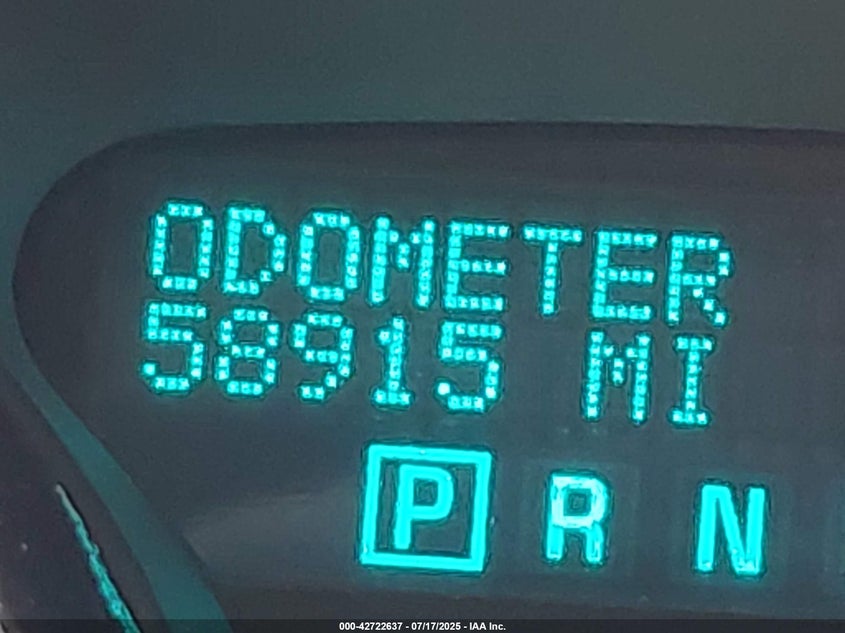 ODOMETER
58915 MI
P R N
000-42722637 - 07/17/2025 - IAA Inc.